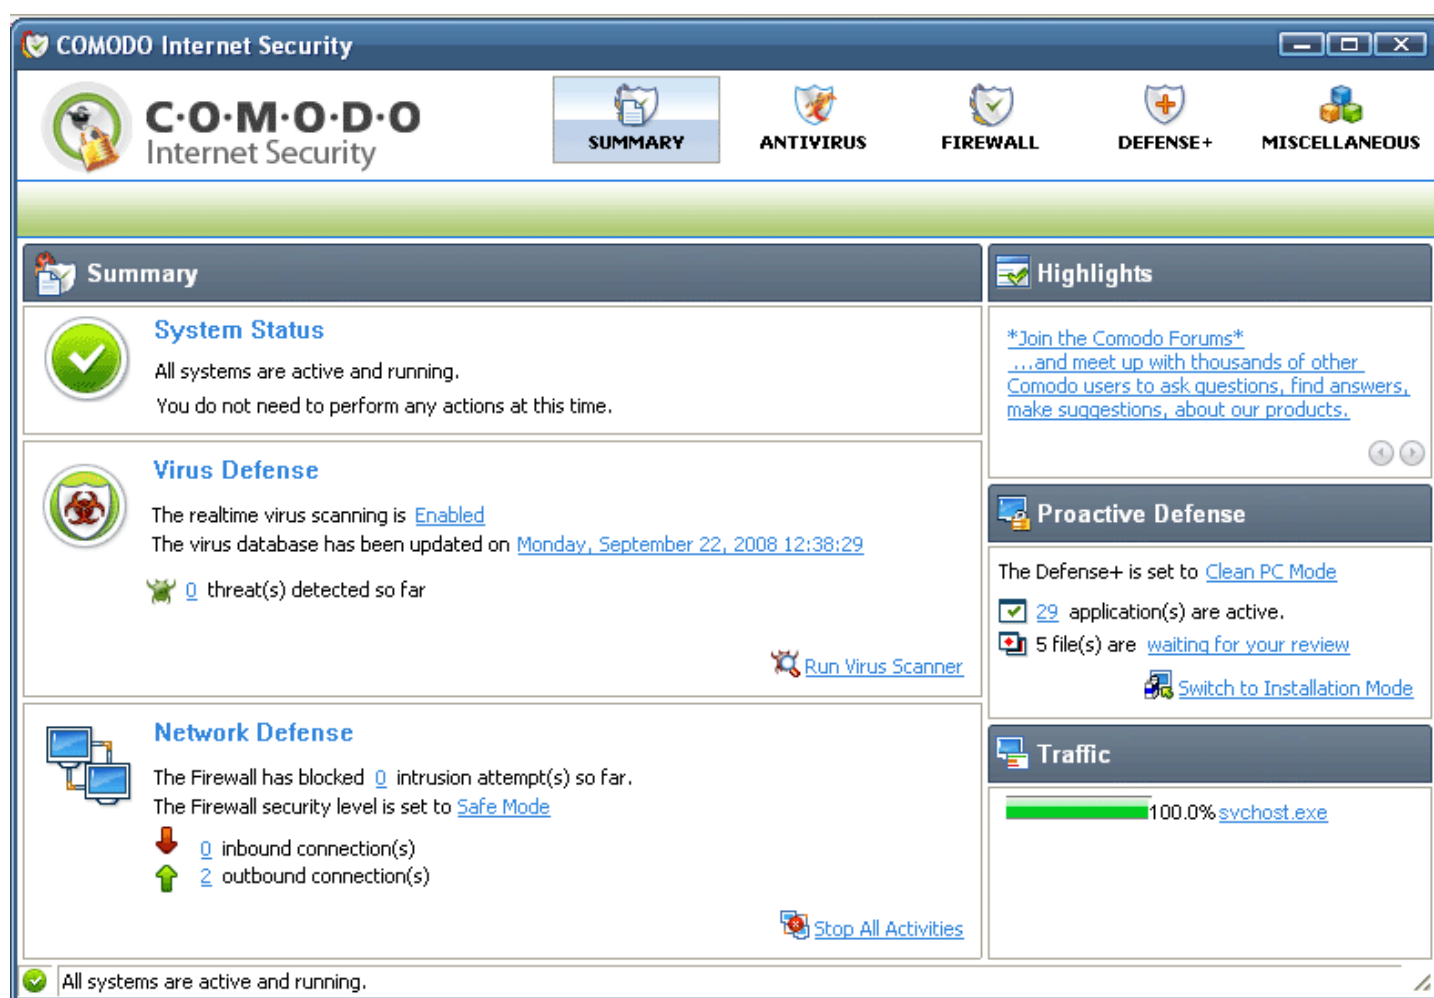 COMODO Internet Security
C·O·M·O·D·O
Internet Security
SUMMARY
ANTIVIRUS
FIREWALL
DEFENSE+
MISCELLANEOUS
Summary
System Status
All systems are active and running.
You do not need to perform any actions at this time.
Virus Defense
The realtime virus scanning is Enabled
The virus database has been updated on Monday, September 22, 2008 12:38:29
0 threat(s) detected so far
Run Virus Scanner
Network Defense
The Firewall has blocked 0 intrusion attempt(s) so far.
The Firewall security level is set to Safe Mode
0 inbound connection(s)
2 outbound connection(s)
Stop All Activities
Highlights
*Join the Comodo Forums*
...and meet up with thousands of other
Comodo users to ask questions, find answers,
make suggestions, about our products.
Proactive Defense
The Defense+ is set to Clean PC Mode
29 application(s) are active.
5 file(s) are waiting for your review
Switch to Installation Mode
Traffic
100.0% svchost.exe
All systems are active and running.